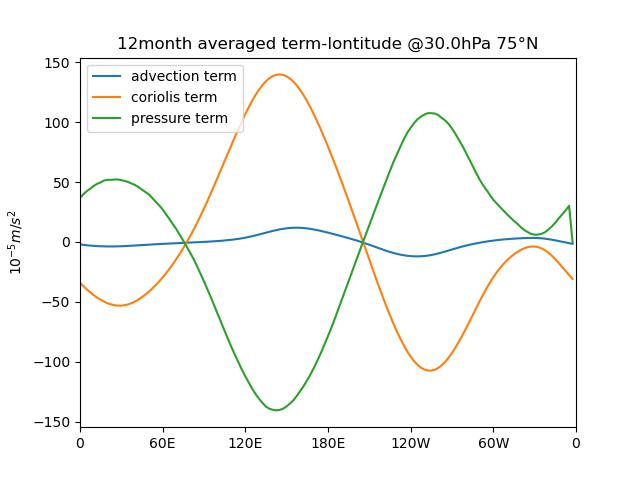 12month averaged term-lontitude @30.0hPa 75°N
advection term
coriolis term
pressure term
150
100
50
0
−50
−100
−150
10⁻⁵m/s²
0 60E 120E 180E 120W 60W 0